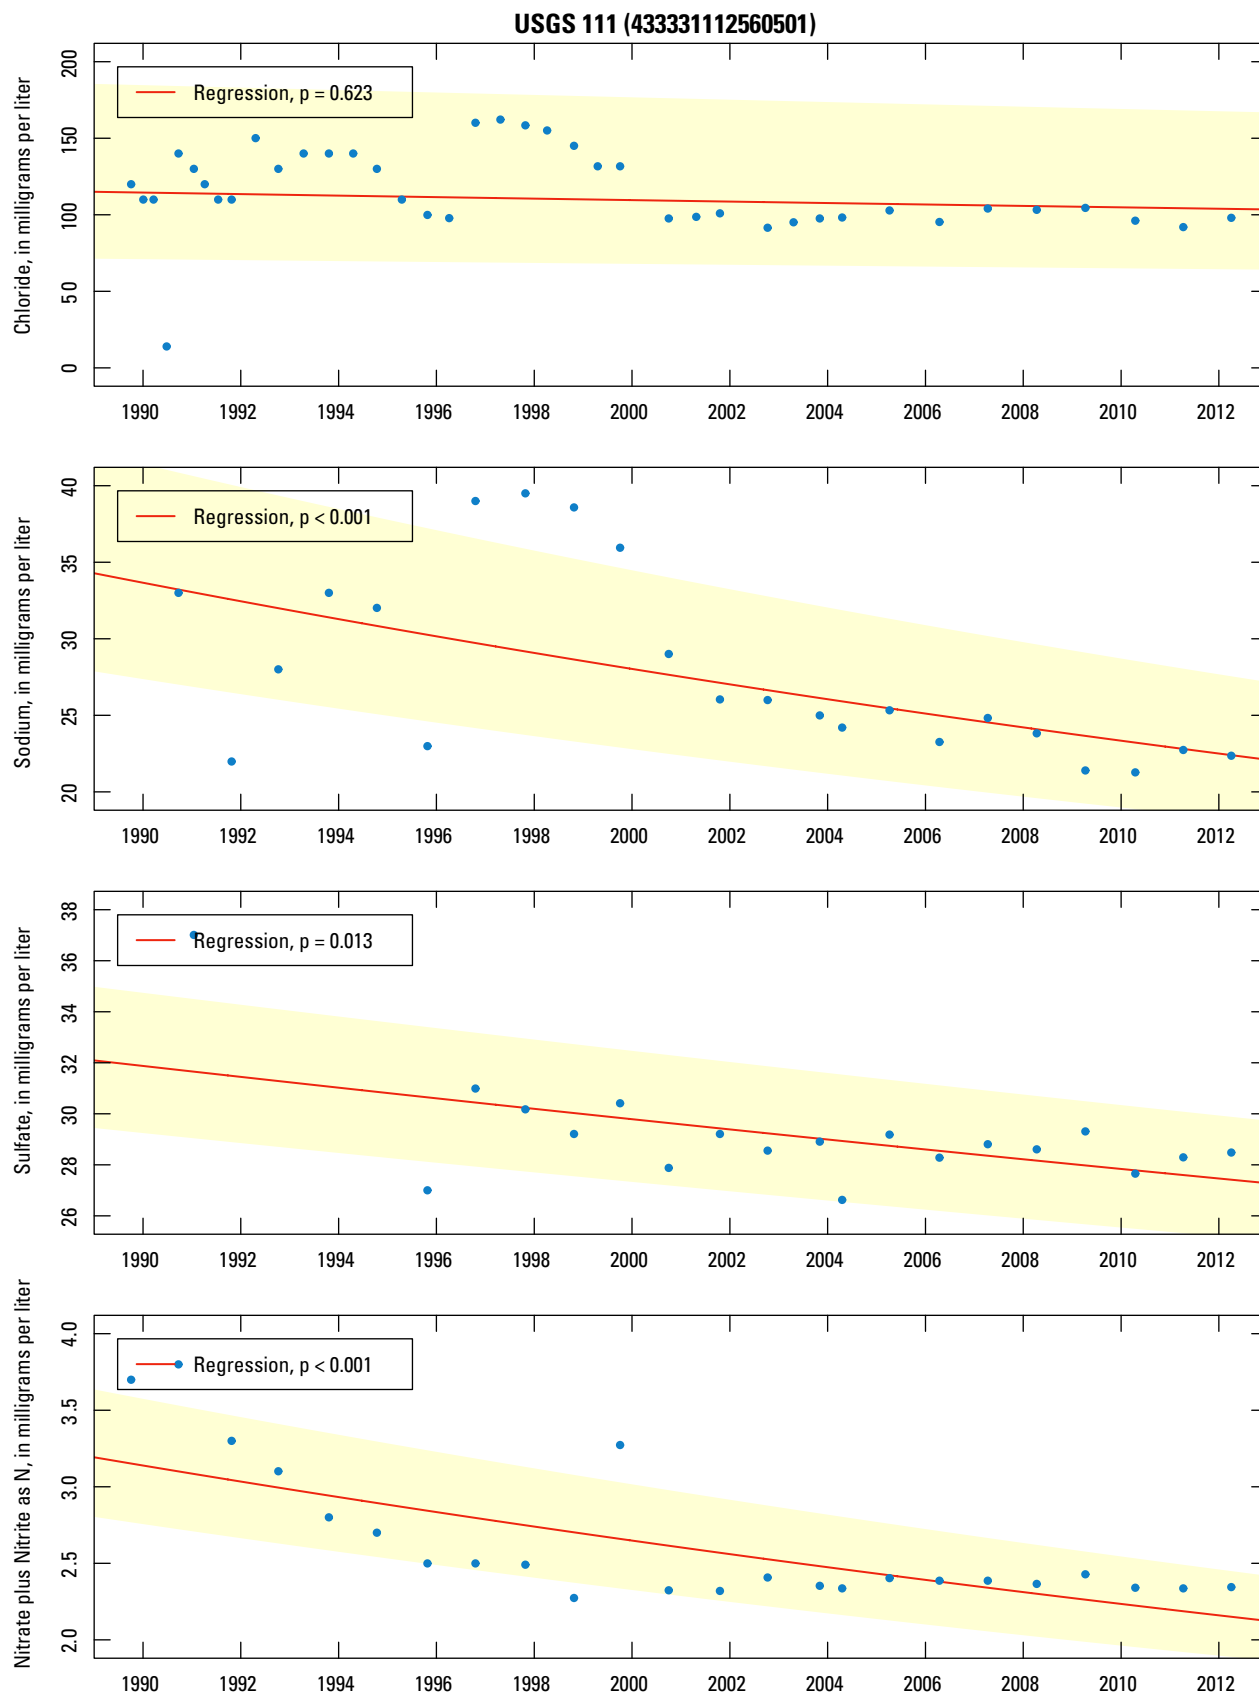 USGS 111 (433331112560501)
Chloride, in milligrams per liter
200
150
100
50
0
Regression, p = 0.623
1990 1992 1994 1996 1998 2000 2002 2004 2006 2008 2010 2012
Sodium, in milligrams per liter
40
35
30
25
20
Regression, p < 0.001
1990 1992 1994 1996 1998 2000 2002 2004 2006 2008 2010 2012
Sulfate, in milligrams per liter
38
36
34
32
30
28
26
Regression, p = 0.013
1990 1992 1994 1996 1998 2000 2002 2004 2006 2008 2010 2012
Nitrate plus Nitrite as N, in milligrams per liter
4.0
3.5
3.0
2.5
2.0
Regression, p < 0.001
1990 1992 1994 1996 1998 2000 2002 2004 2006 2008 2010 2012